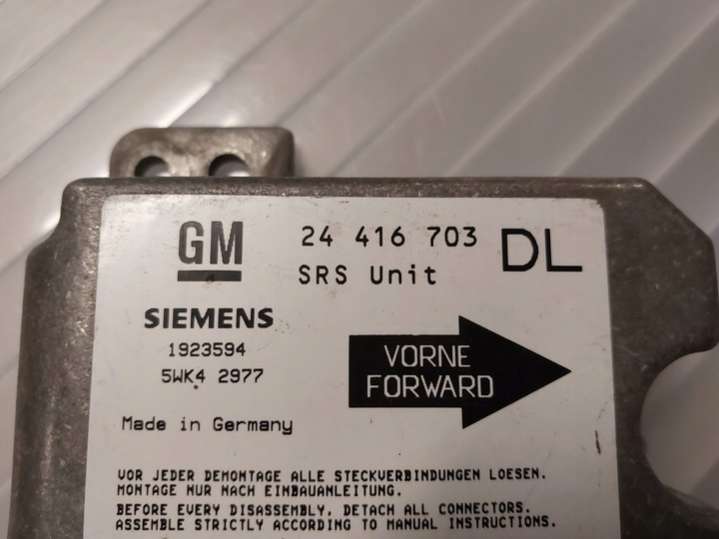 GM 24 416 703 DL
SRS Unit
SIEMENS
1923594
5WK4 2977
VORNE
FORWARD
Made in Germany
VOR JEDER DEMONTAGE ALLE STECKVERBINDUNGEN LOESEN.
MONTAGE NUR NACH EINBAUANLEITUNG.
BEFORE EVERY DISASSEMBLY, DETACH ALL CONNECTORS.
ASSEMBLE STRICTLY ACCORDING TO MANUAL INSTRUCTIONS.